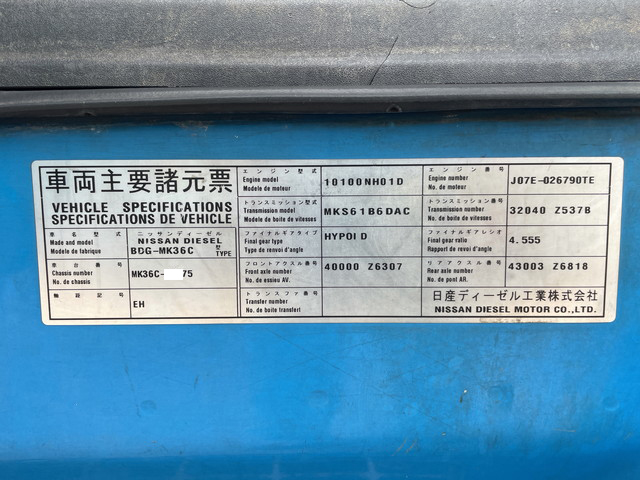 車両主要諸元票
VEHICLE SPECIFICATIONS
SPECIFICATIONS DE VEHICLE
車名型式
Made and model
Modele de fabrique
ニッサンディーゼル
NISSAN DIESEL
BDG-MK36C 型 TYPE
車台番号
Chassis number
No. de chassis
MK36C- 75
EH
エンジン型式
Engine model
Modele de moteur
10100NH01D
トランスミッション型式
Transmission model
No. de boite de vitesses
MKS61B6DAC
ファイナルギアタイプ
Final gear type
Type de renvoi d'angle
HYPOID
フロントアクスル番号
Front axle number
No. de essieu AV.
40000 Z6307
トランスファ番号
Transfer number
No. de boite transfert
エンジン番号
Engine number
No. de moteur
J07E-026790TE
トランスミッション番号
Transmission number
No. de boite de vitesses
32040 Z537B
ファイナルギアレシオ
Final gear ratio
Rapport de renvoi d'angle
4.555
リアアクスル番号
Rear axle number
No. de pont AR.
43003 Z6818
日産ディーゼル工業株式会社
NISSAN DIESEL MOTOR CO.,LTD.